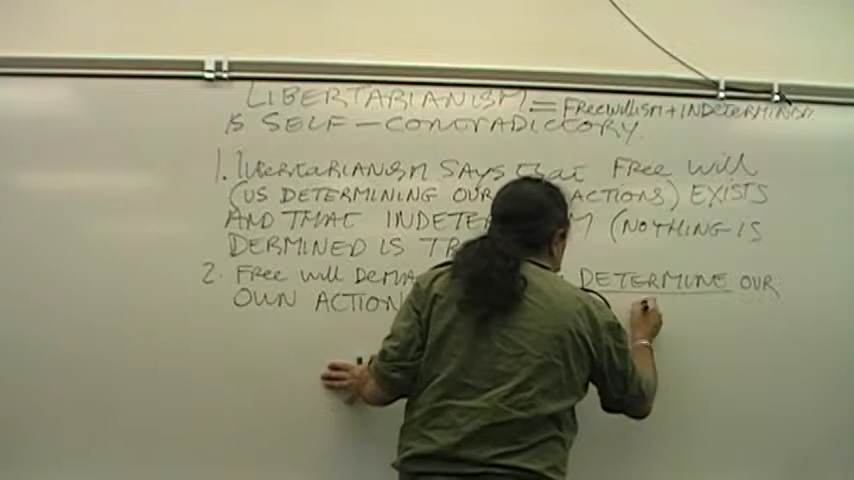 LIBERTARIANISM = FREEWillISM + INDETERMINISM
IS SELF-CONTRADICTORY
1. LIBERTARIANISM SAYS that FREE will
(US DETERMINING OUR ACTIONS) EXISTS
AND THAT INDETER M (NOTHING IS
DERMINED IS TR
2. FREE will DEMA DETERMINE OUR
OWN ACTION